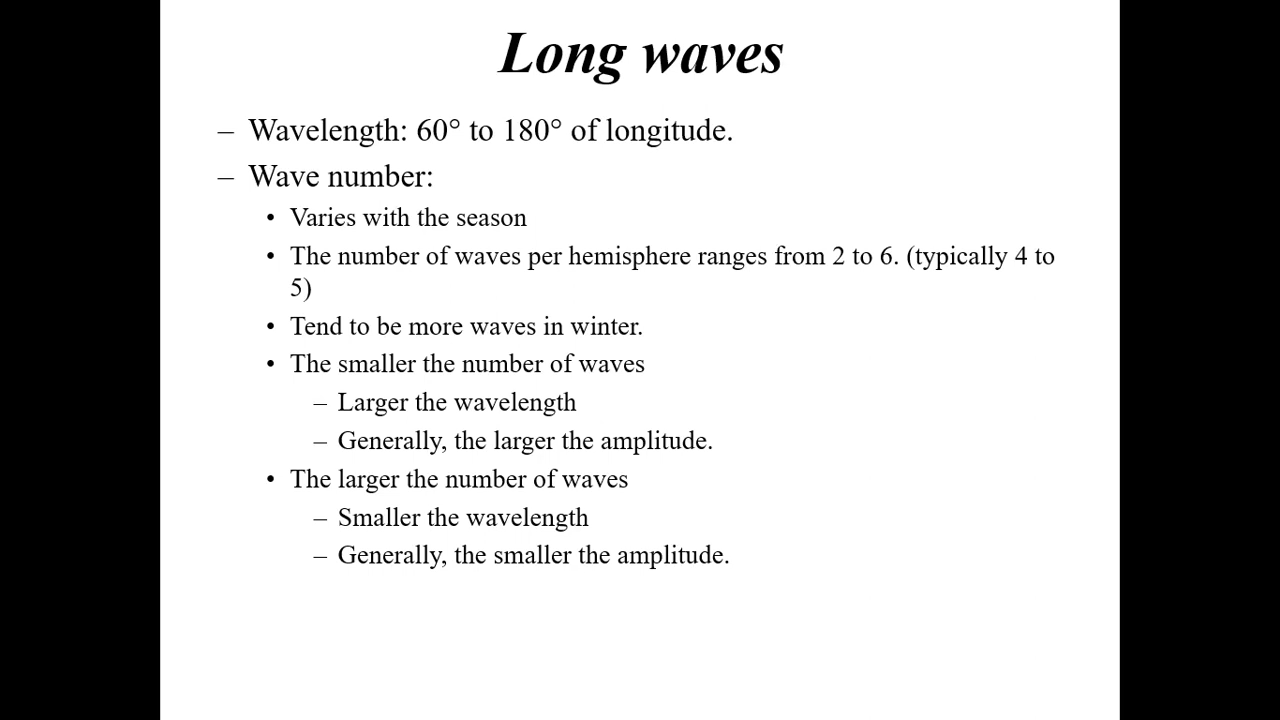 Long waves
– Wavelength: 60° to 180° of longitude.
– Wave number:
• Varies with the season
• The number of waves per hemisphere ranges from 2 to 6. (typically 4 to
5)
• Tend to be more waves in winter.
• The smaller the number of waves
– Larger the wavelength
– Generally, the larger the amplitude.
• The larger the number of waves
– Smaller the wavelength
– Generally, the smaller the amplitude.